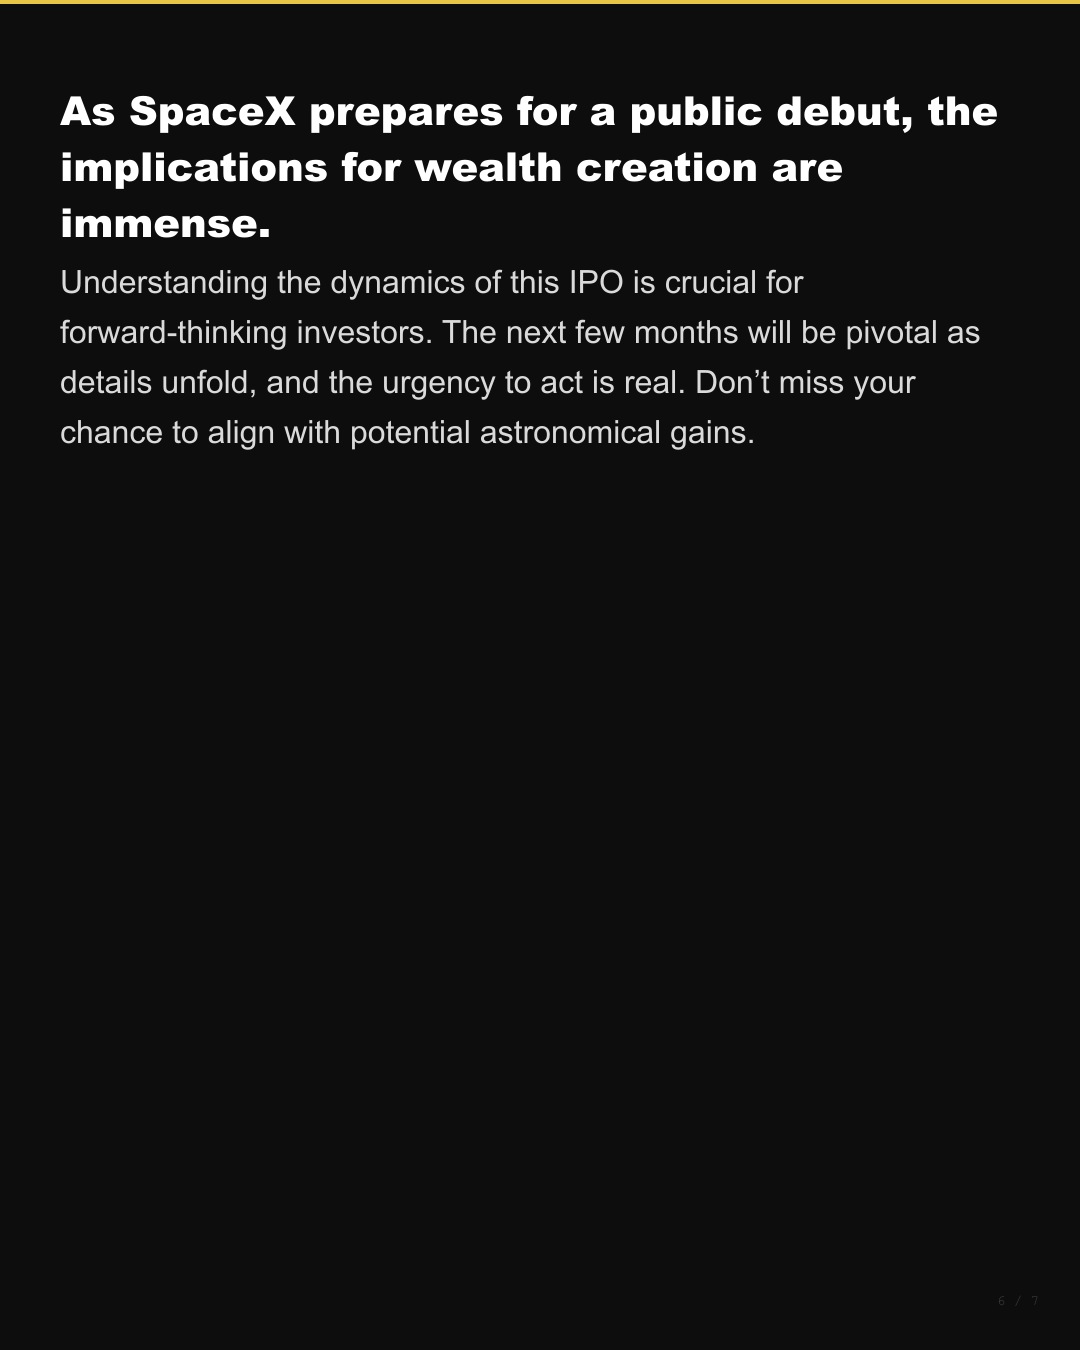 As SpaceX prepares for a public debut, the
implications for wealth creation are
immense.
Understanding the dynamics of this IPO is crucial for
forward-thinking investors. The next few months will be pivotal as
details unfold, and the urgency to act is real. Don’t miss your
chance to align with potential astronomical gains.
6 / 7